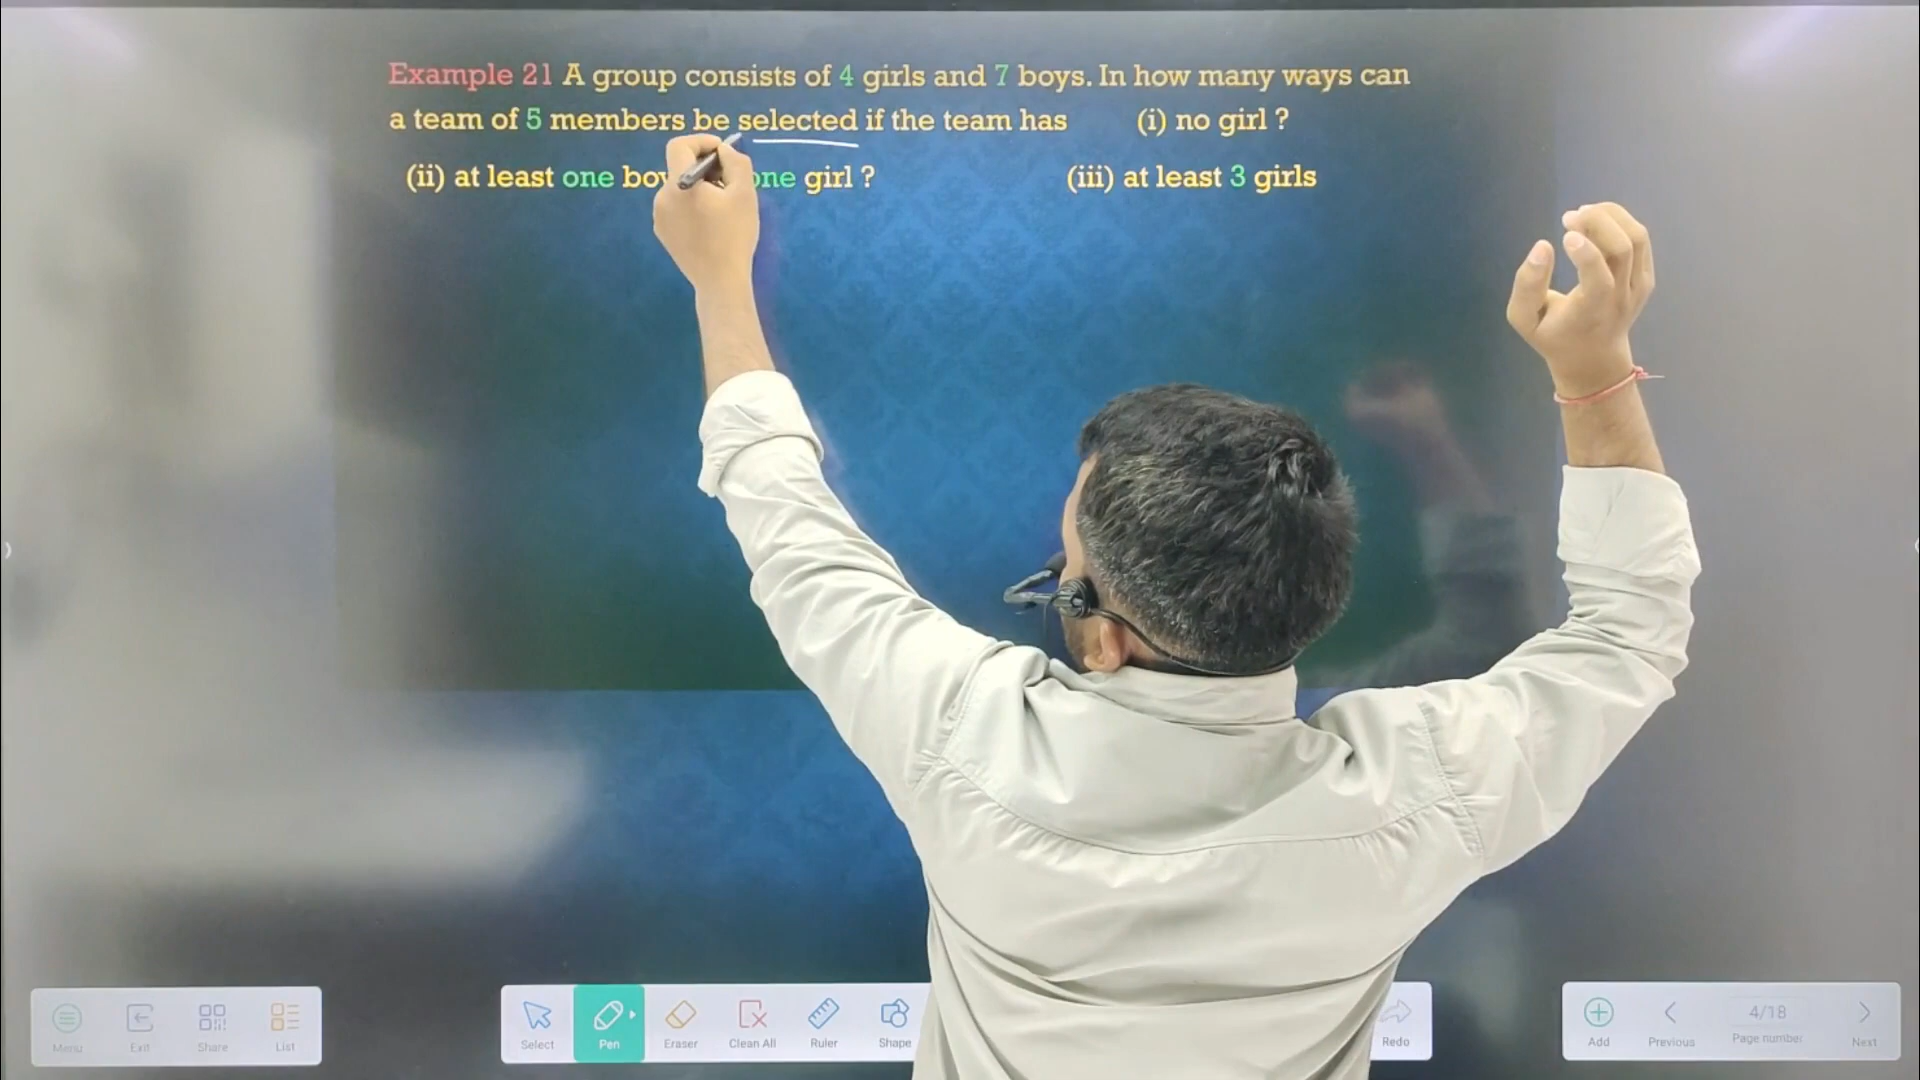 Example 21 A group consists of 4 girls and 7 boys. In how many ways can
a team of 5 members be selected if the team has (i) no girl ?
(ii) at least one boy one girl ? (iii) at least 3 girls
Menu Exit Share List
Select Pen Eraser Clean All Ruler Shape Redo
Add Previous 4/18 Page number Next